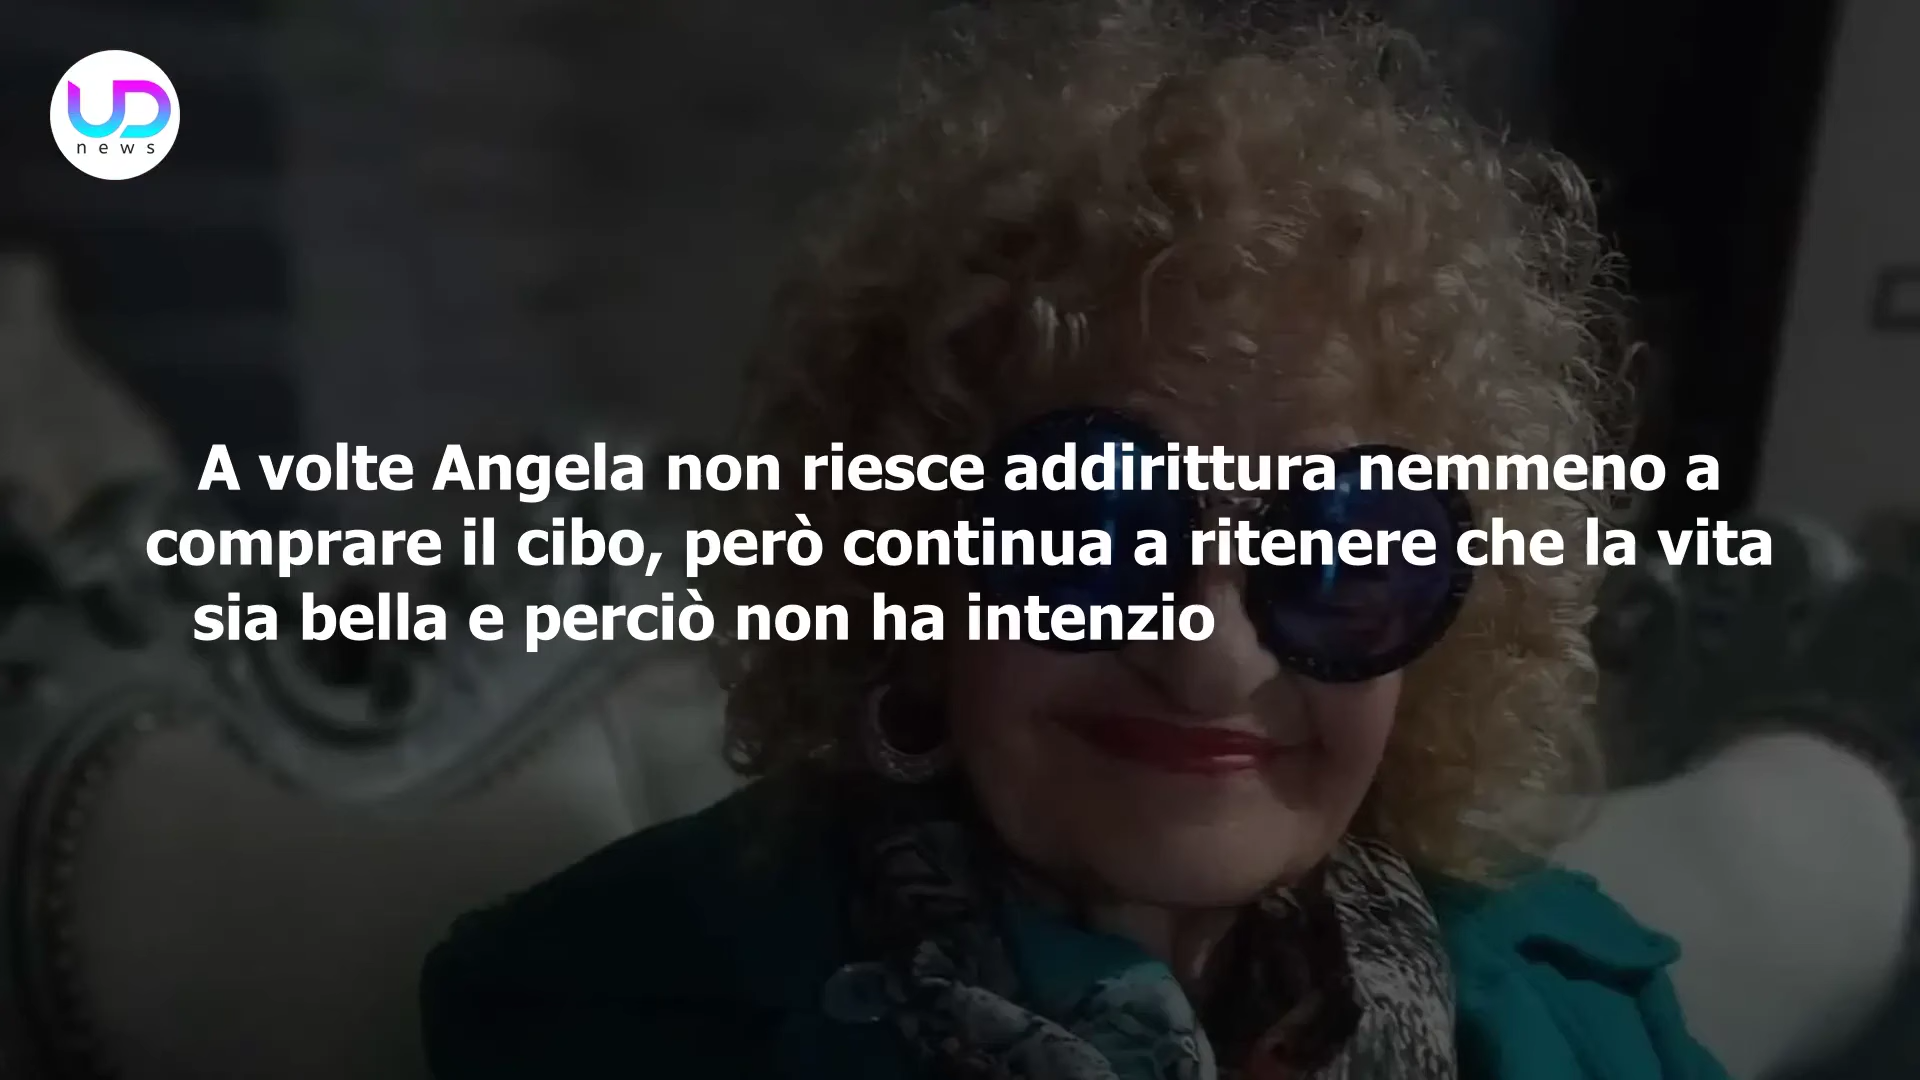 UD
news
A volte Angela non riesce addirittura nemmeno a
comprare il cibo, però continua a ritenere che la vita
sia bella e perciò non ha intenzio